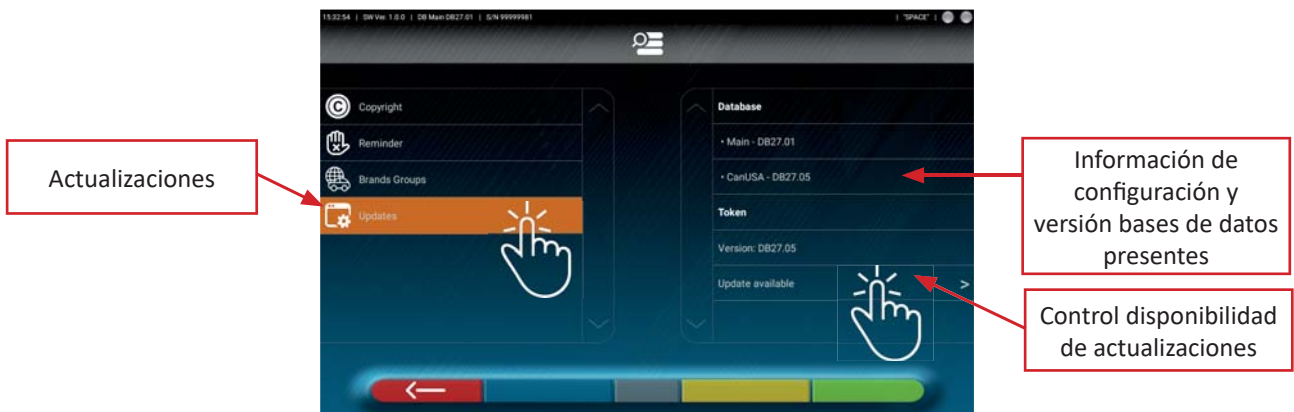 15:32:54 | SW Ver. 1.0.0 | DB Main DB27.01 | S/N 99999981
| "SPACE" |
Copyright
Reminder
Brands Groups
Updates
Database
• Main - DB27.01
• CanUSA - DB27.05
Token
Version: DB27.05
Update available >
Actualizaciones
Información de
configuración y
versión bases de datos
presentes
Control disponibilidad
de actualizaciones